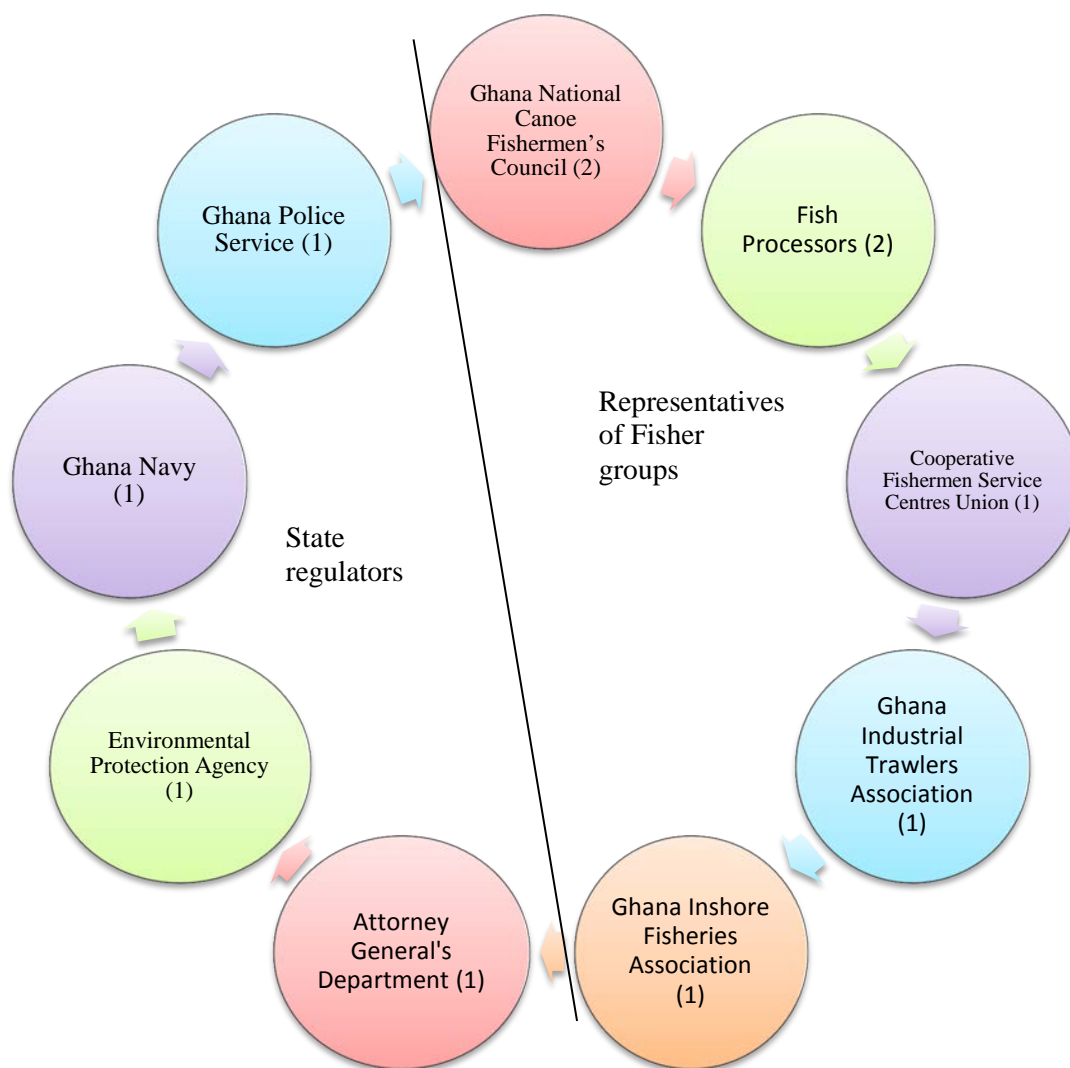 Ghana National
Canoe
Fishermen's
Council (2)
Fish
Processors (2)
Cooperative
Fishermen Service
Centres Union (1)
Ghana
Industrial
Trawlers
Association
(1)
Ghana Inshore
Fisheries
Association
(1)
Attorney
General's
Department (1)
Environmental
Protection Agency
(1)
Ghana Navy
(1)
Ghana Police
Service (1)
Representatives
of Fisher
groups
State
regulators